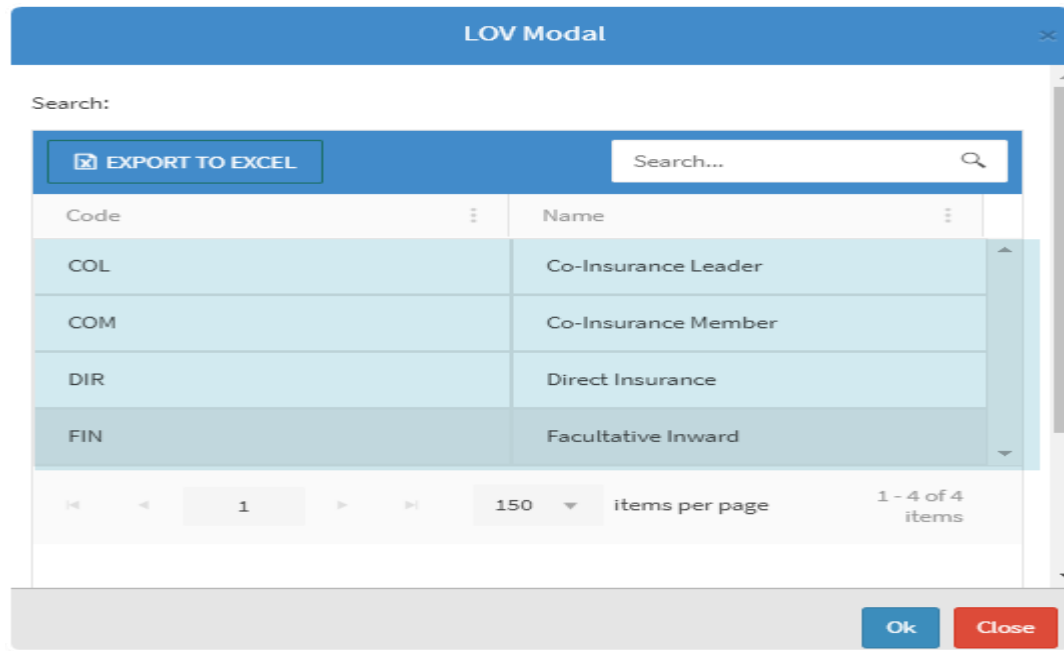 LOV Modal
Search:
EXPORT TO EXCEL
Search...
Code Name
COL Co-Insurance Leader
COM Co-Insurance Member
DIR Direct Insurance
FIN Facultative Inward
1 150 items per page 1 - 4 of 4
items
Ok Close